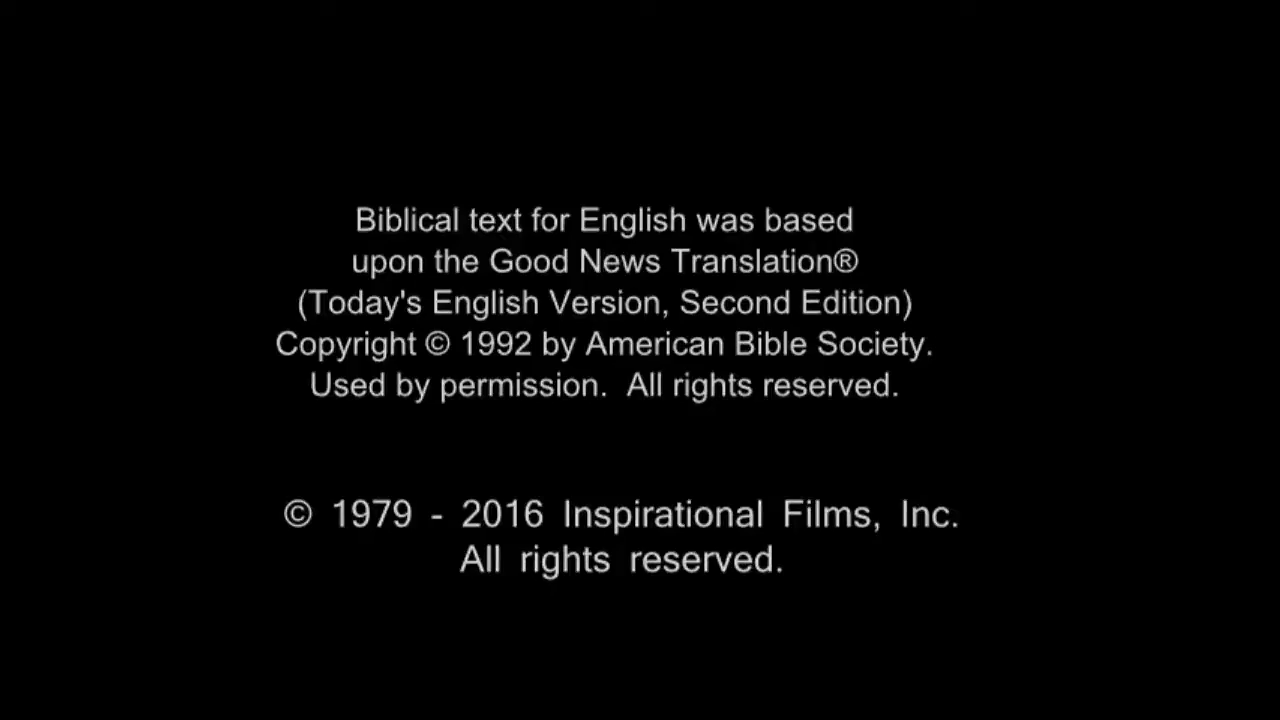 Biblical text for English was based
upon the Good News Translation®
(Today's English Version, Second Edition)
Copyright © 1992 by American Bible Society.
Used by permission.  All rights reserved.
© 1979 - 2016 Inspirational Films, Inc.
All rights reserved.